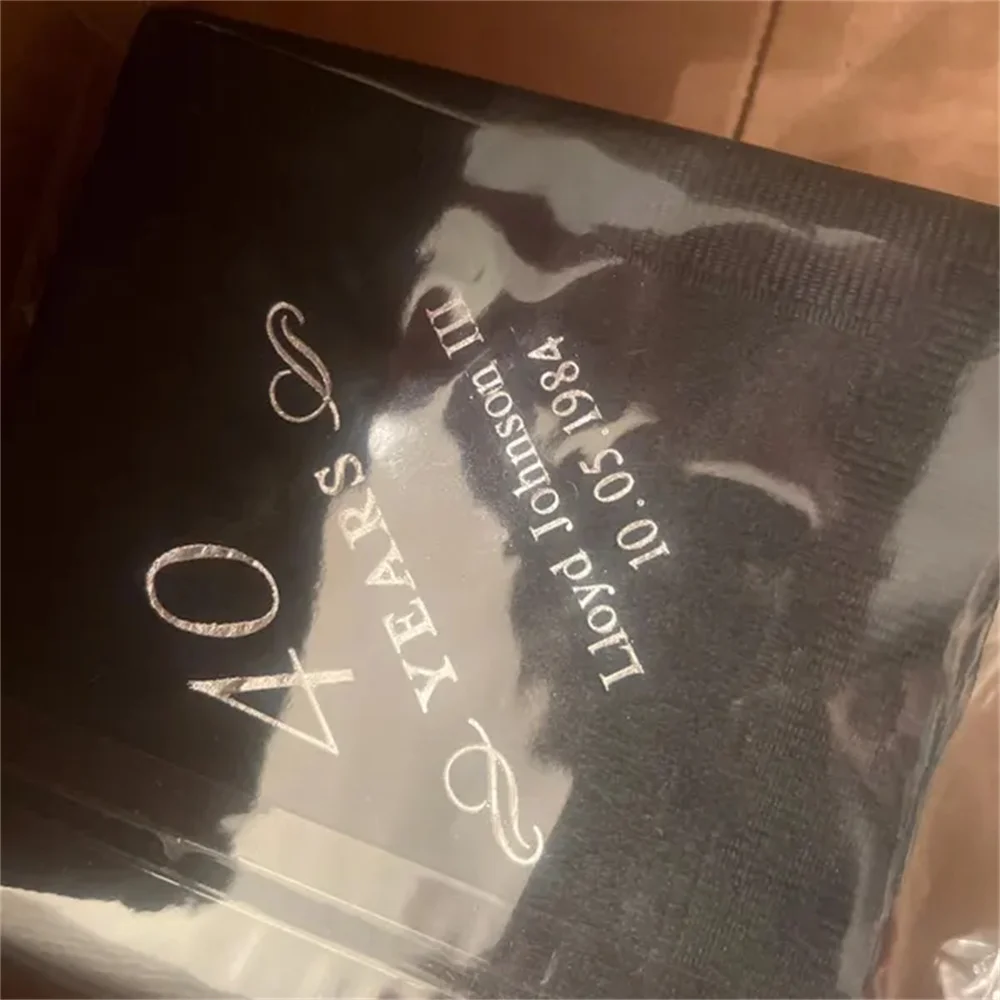 40
YEARS
Lloyd Johnson III
10.05.1984